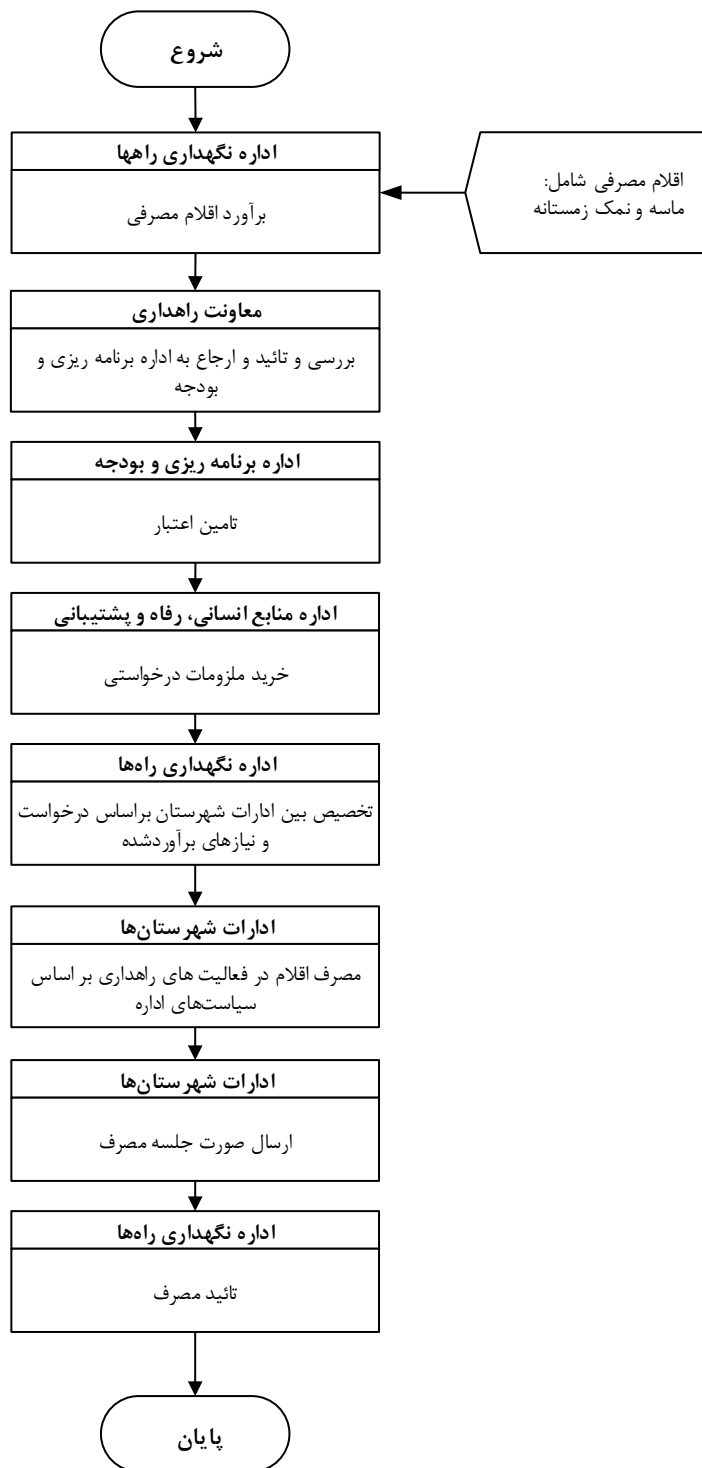 شروع
اداره نگهداری راهها
برآورد اقلام مصرفی
اقلام مصرفی شامل:
ماسه و نمک زمستانه
معاونت راهداری
بررسی و تائید و ارجاع به اداره برنامه ریزی و
بودجه
اداره برنامه ریزی و بودجه
تامین اعتبار
اداره منابع انسانی، رفاه و پشتیبانی
خرید ملزومات درخواستی
اداره نگهداری راه‌ها
تخصیص بین ادارات شهرستان براساس درخواست
و نیازهای برآوردشده
ادارات شهرستان‌ها
مصرف اقلام در فعالیت های راهداری بر اساس
سیاست‌های اداره
ادارات شهرستان‌ها
ارسال صورت جلسه مصرف
اداره نگهداری راه‌ها
تائید مصرف
پایان